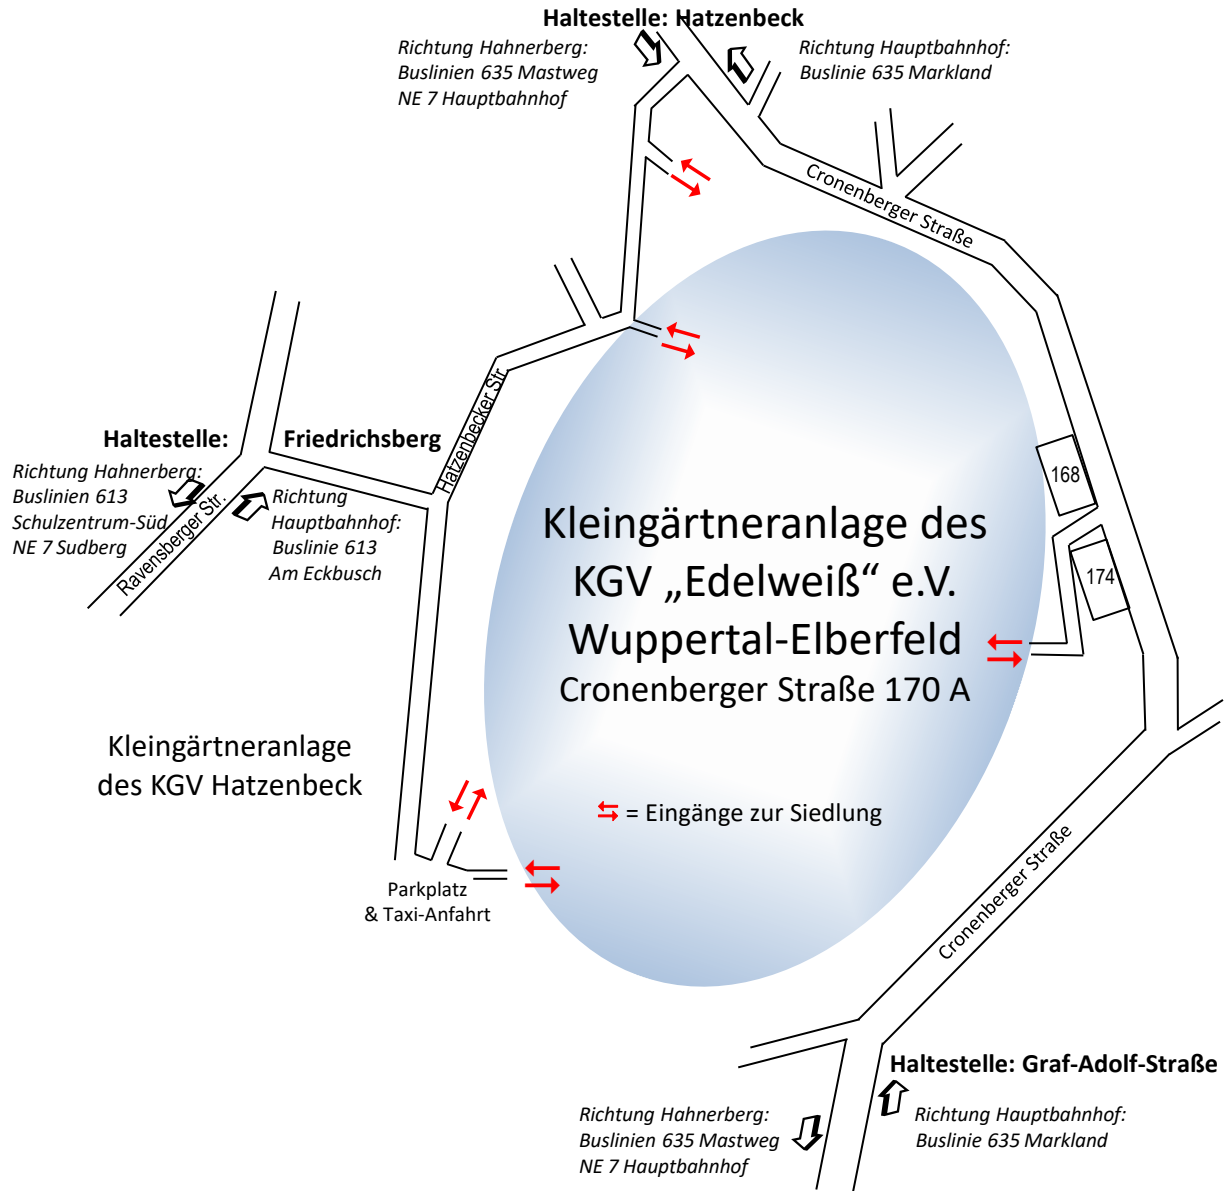 Haltestelle: Hatzenbeck
Richtung Hahnerberg:
Buslinien 635 Mastweg
NE 7 Hauptbahnhof
Richtung Hauptbahnhof:
Buslinie 635 Markland
Cronenberger Straße
Hatzenbecker Str.
Haltestelle: Friedrichsberg
Richtung Hahnerberg:
Buslinien 613
Schulzentrum-Süd
NE 7 Sudberg
Ravensberger Str.
Richtung
Hauptbahnhof:
Buslinie 613
Am Eckbusch
168
174
Kleingärtneranlage des
KGV „Edelweiß“ e.V.
Wuppertal-Elberfeld
Cronenberger Straße 170 A
Kleingärtneranlage
des KGV Hatzenbeck
= Eingänge zur Siedlung
Parkplatz
& Taxi-Anfahrt
Cronenberger Straße
Haltestelle: Graf-Adolf-Straße
Richtung Hahnerberg:
Buslinien 635 Mastweg
NE 7 Hauptbahnhof
Richtung Hauptbahnhof:
Buslinie 635 Markland